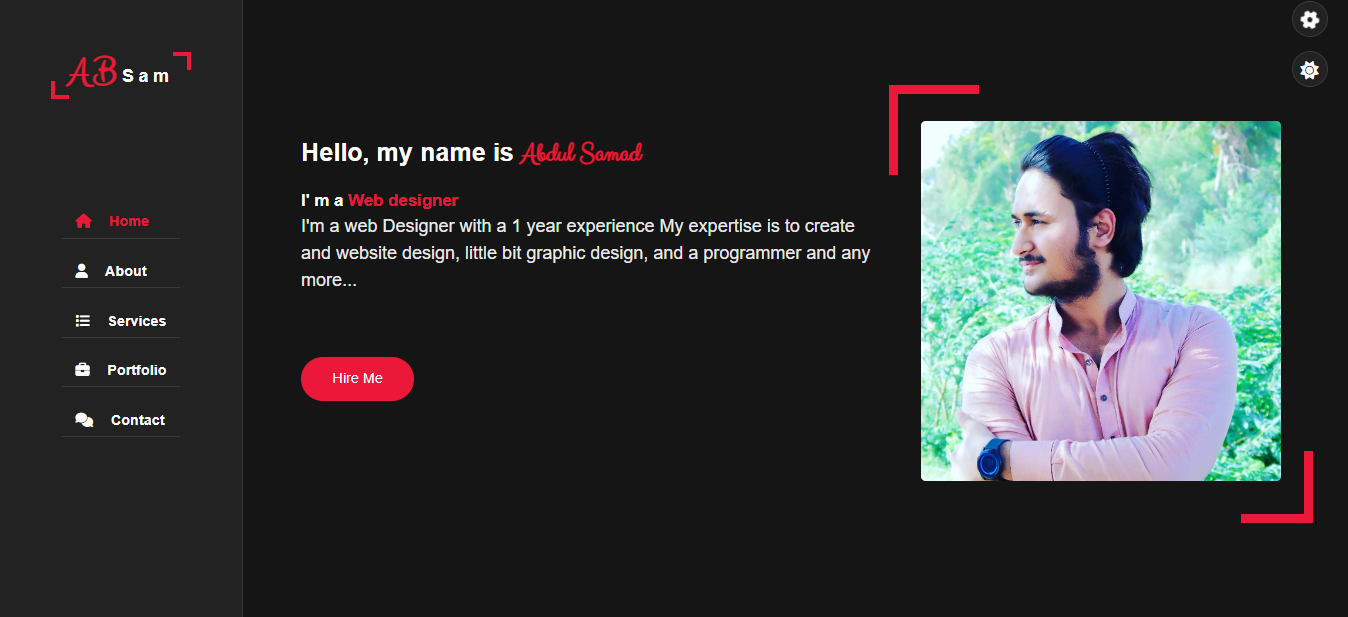 AB Sam
Home
About
Services
Portfolio
Contact
Hello, my name is Abdul Samad
I' m a Web designer
I'm a web Designer with a 1 year experience My expertise is to create
and website design, little bit graphic design, and a programmer and any
more...
Hire Me